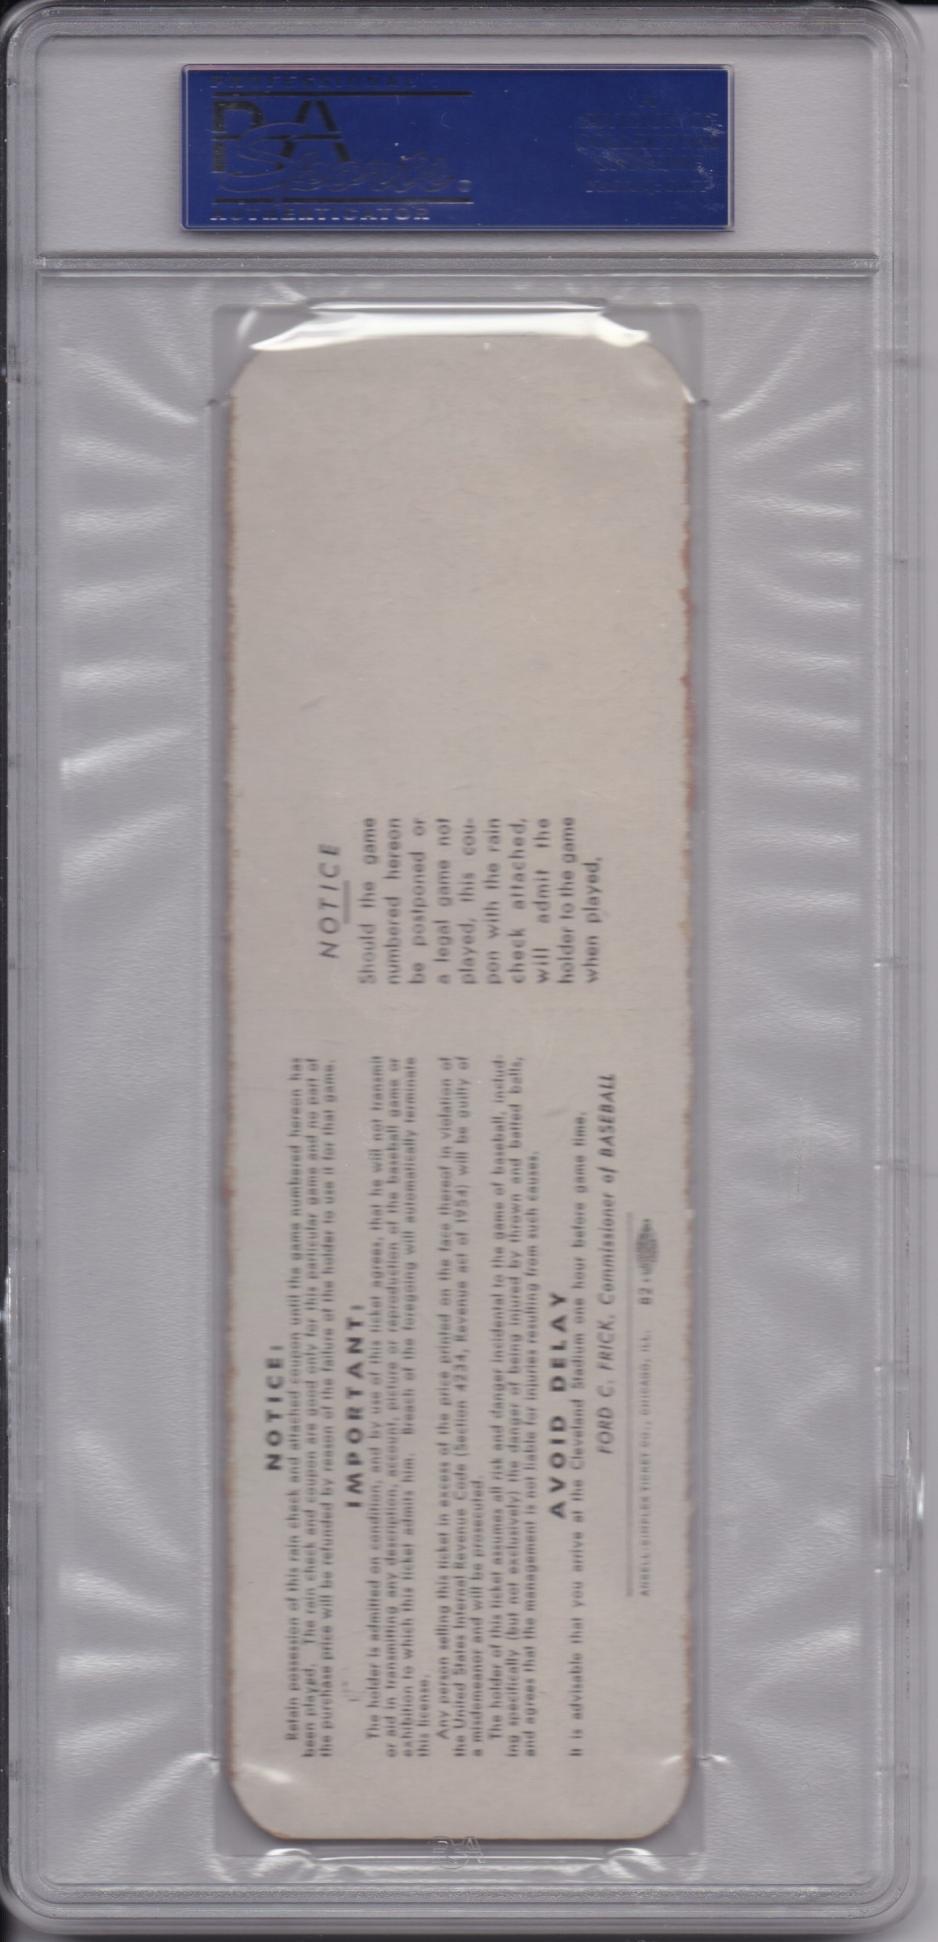 PROFESSIONAL
PSA
Sports
AUTHENTICATOR
NOTICE:
Retain possession of this rain check and attached coupon until the game numbered hereon has
been played. The rain check and coupon are good only for this particular game and no part of
the purchase price will be refunded by reason of the failure of the holder to use it for that game.
IMPORTANT:
The holder is admitted on condition, and by use of this ticket agrees, that he will not transmit
or aid in transmitting any description, account, picture or reproduction of the baseball game or
exhibition to which this ticket admits him. Breach of the foregoing will automatically terminate
this license.
Any person selling this ticket in excess of the price printed on the face thereof in violation of
the United States Internal Revenue Code (Section 4234, Revenue act of 1954) will be guilty of
a misdemeanor and will be prosecuted.
The holder of this ticket assumes all risk and danger incidental to the game of baseball, includ-
ing specifically (but not exclusively) the danger of being injured by thrown and batted balls,
and agrees that the management is not liable for injuries resulting from such causes.
AVOID DELAY
It is advisable that you arrive at the Cleveland Stadium one hour before game time.
FORD C. FRICK, Commissioner of BASEBALL
ANSELL-SIMPLEX TICKET CO., CHICAGO, ILL. 82
NOTICE
Should the game
numbered hereon
be postponed or
a legal game not
played, this cou-
pon with the rain
check attached,
will admit the
holder to the game
when played.